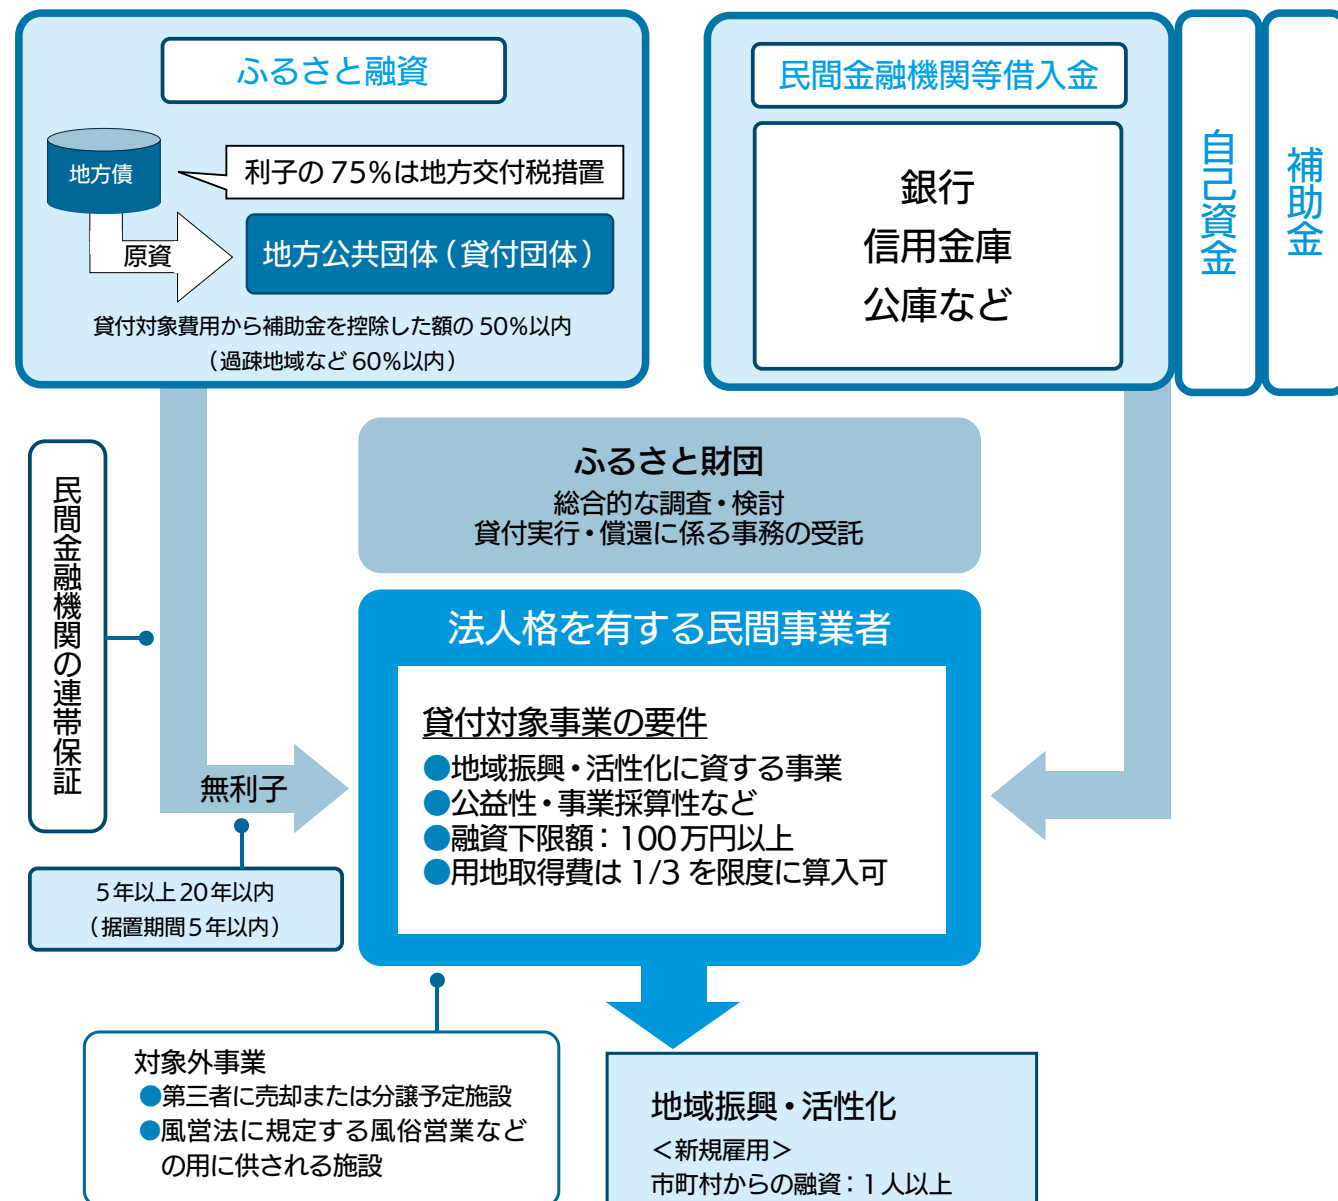 ふるさと融資
地方債
利子の75%は地方交付税措置
原資
地方公共団体(貸付団体)
貸付対象費用から補助金を控除した額の50%以内
(過疎地域など60%以内)
民間金融機関等借入金
銀行
信用金庫
公庫など
自己資金
補助金
ふるさと財団
総合的な調査・検討
貸付実行・償還に係る事務の受託
民間金融機関の連帯保証
無利子
5年以上20年以内
(据置期間5年以内)
法人格を有する民間事業者
貸付対象事業の要件
●地域振興・活性化に資する事業
●公益性・事業採算性など
●融資下限額:100万円以上
●用地取得費は1/3を限度に算入可
対象外事業
●第三者に売却または分譲予定施設
●風営法に規定する風俗営業など
の用に供される施設
地域振興・活性化
<新規雇用>
市町村からの融資:1人以上